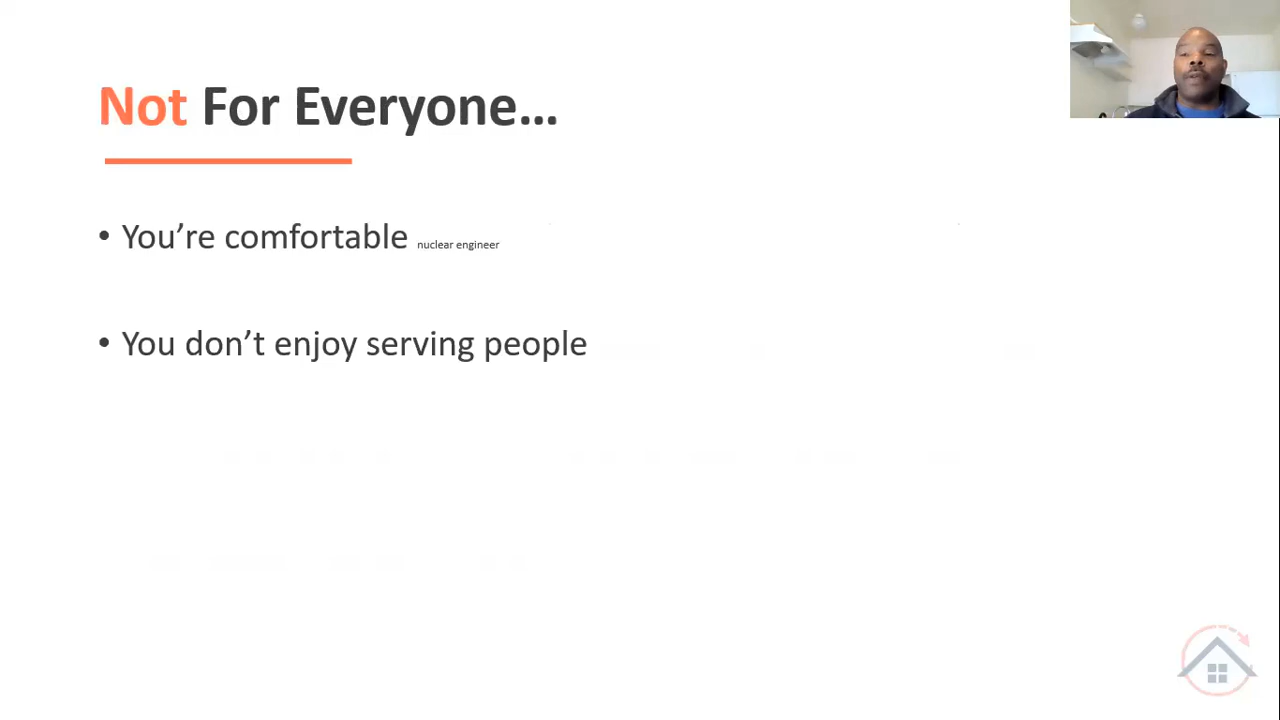 Not For Everyone...
• You’re comfortable nuclear engineer
• You don’t enjoy serving people